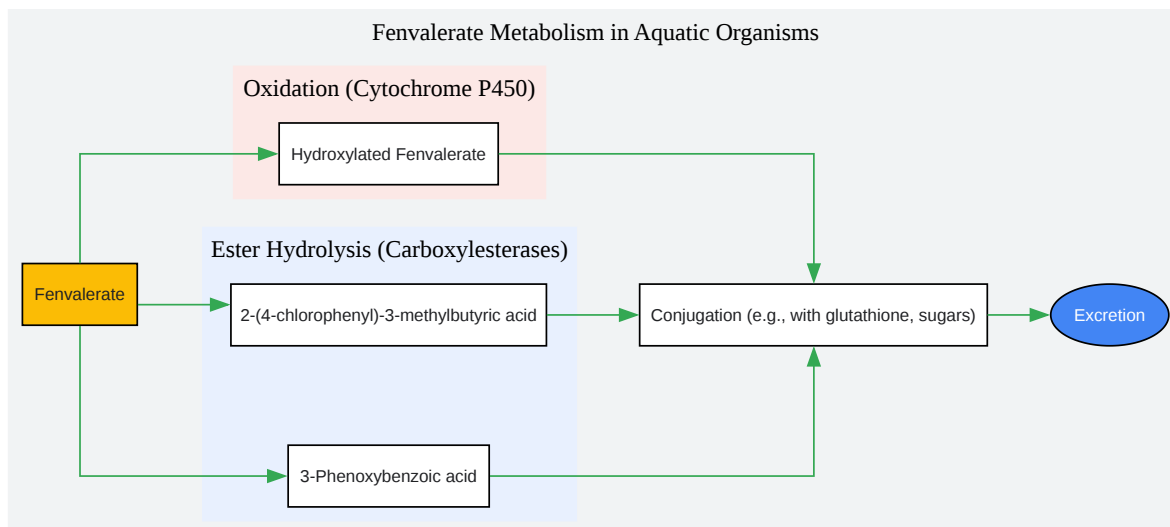 Fenvalerate Metabolism in Aquatic Organisms
Oxidation (Cytochrome P450)
Hydroxylated Fenvalerate
Ester Hydrolysis (Carboxylesterases)
Fenvalerate
2-(4-chlorophenyl)-3-methylbutyric acid
Conjugation (e.g., with glutathione, sugars)
Excretion
3-Phenoxybenzoic acid